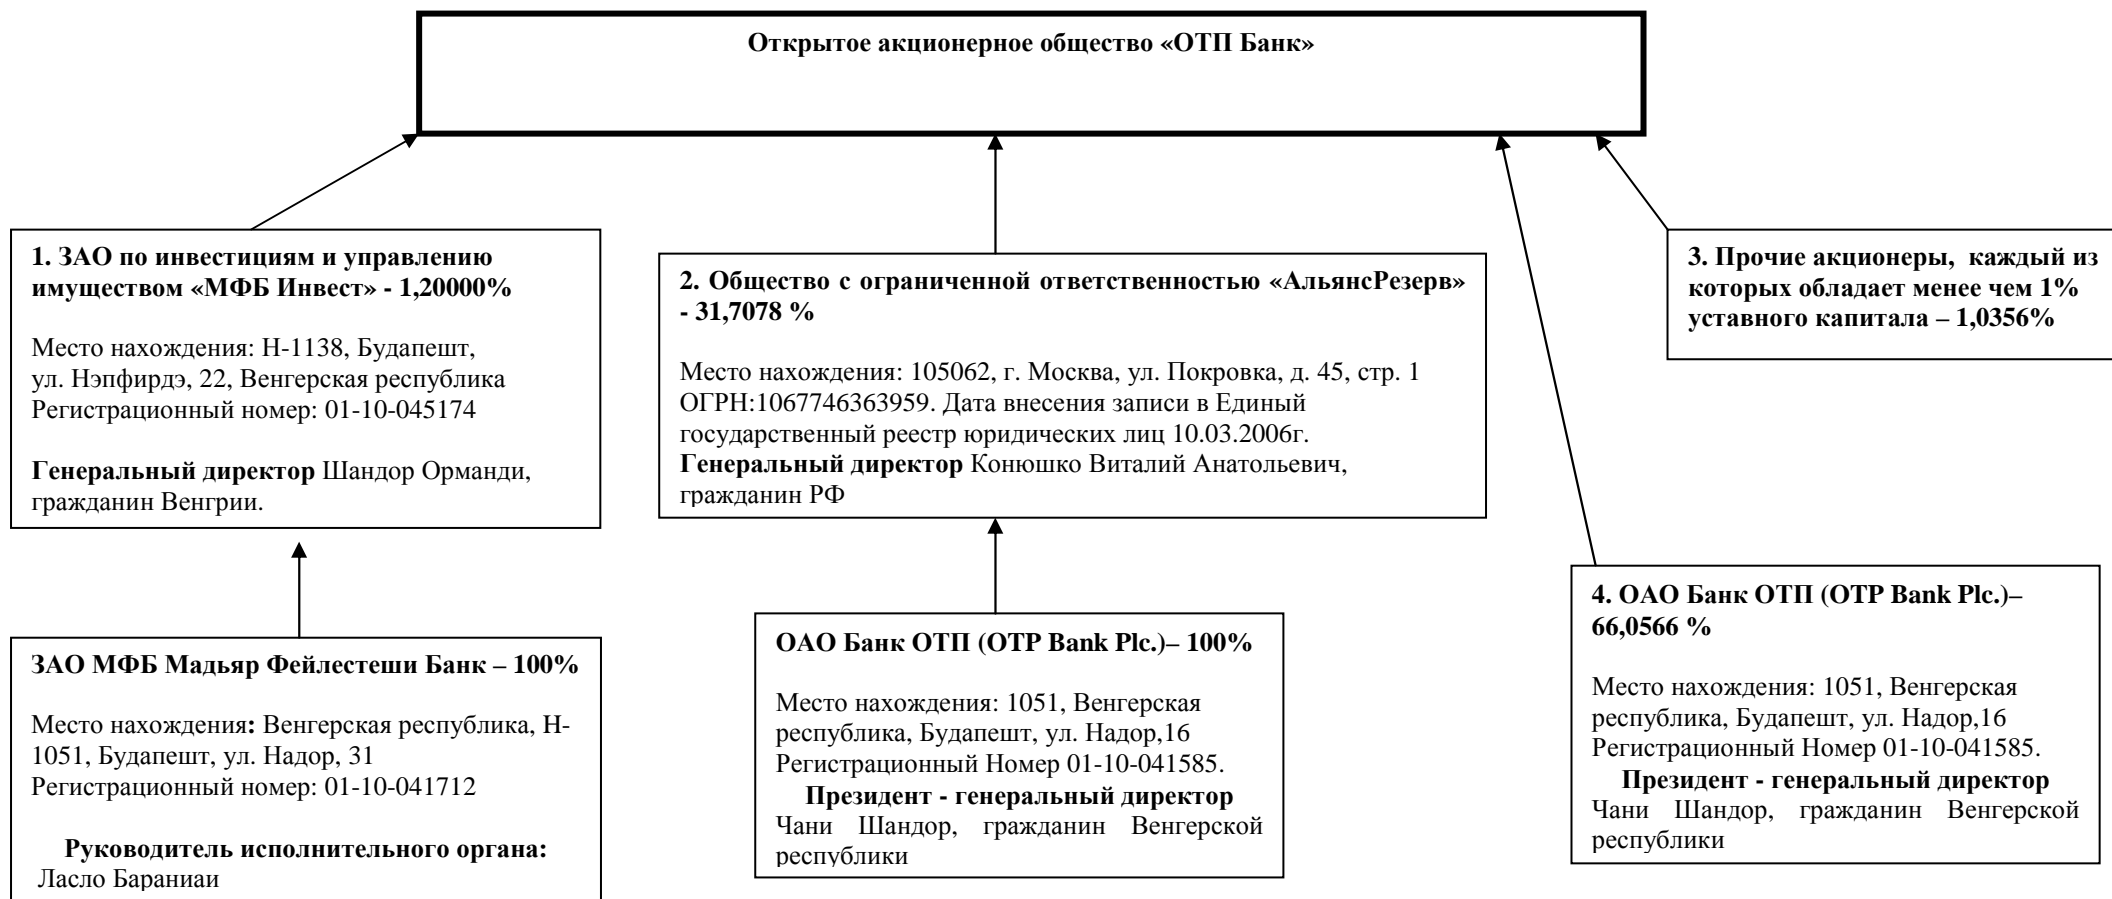 Открытое акционерное общество «ОТП Банк»
1. ЗАО по инвестициям и управлению
имуществом «МФБ Инвест» - 1,20000%
Место нахождения: Н-1138, Будапешт,
ул. Нэпфирдэ, 22, Венгерская республика
Регистрационный номер: 01-10-045174
Генеральный директор Шандор Орманди,
гражданин Венгрии.
2. Общество с ограниченной ответственностью «АльянсРезерв»
- 31,7078 %
Место нахождения: 105062, г. Москва, ул. Покровка, д. 45, стр. 1
ОГРН:1067746363959. Дата внесения записи в Единый
государственный реестр юридических лиц 10.03.2006г.
Генеральный директор Конюшко Виталий Анатольевич,
гражданин РФ
3. Прочие акционеры, каждый из
которых обладает менее чем 1%
уставного капитала – 1,0356%
ЗАО МФБ Мадьяр Фейлестеши Банк – 100%
Место нахождения: Венгерская республика, Н-
1051, Будапешт, ул. Надор, 31
Регистрационный номер: 01-10-041712
Руководитель исполнительного органа:
Ласло Бараниаи
ОАО Банк ОТП (OTP Bank Plc.)– 100%
Место нахождения: 1051, Венгерская
республика, Будапешт, ул. Надор,16
Регистрационный Номер 01-10-041585.
Президент - генеральный директор
Чани Шандор, гражданин Венгерской
республики
4. ОАО Банк ОТП (OTP Bank Plc.)–
66,0566 %
Место нахождения: 1051, Венгерская
республика, Будапешт, ул. Надор,16
Регистрационный Номер 01-10-041585.
Президент - генеральный директор
Чани Шандор, гражданин Венгерской
республики